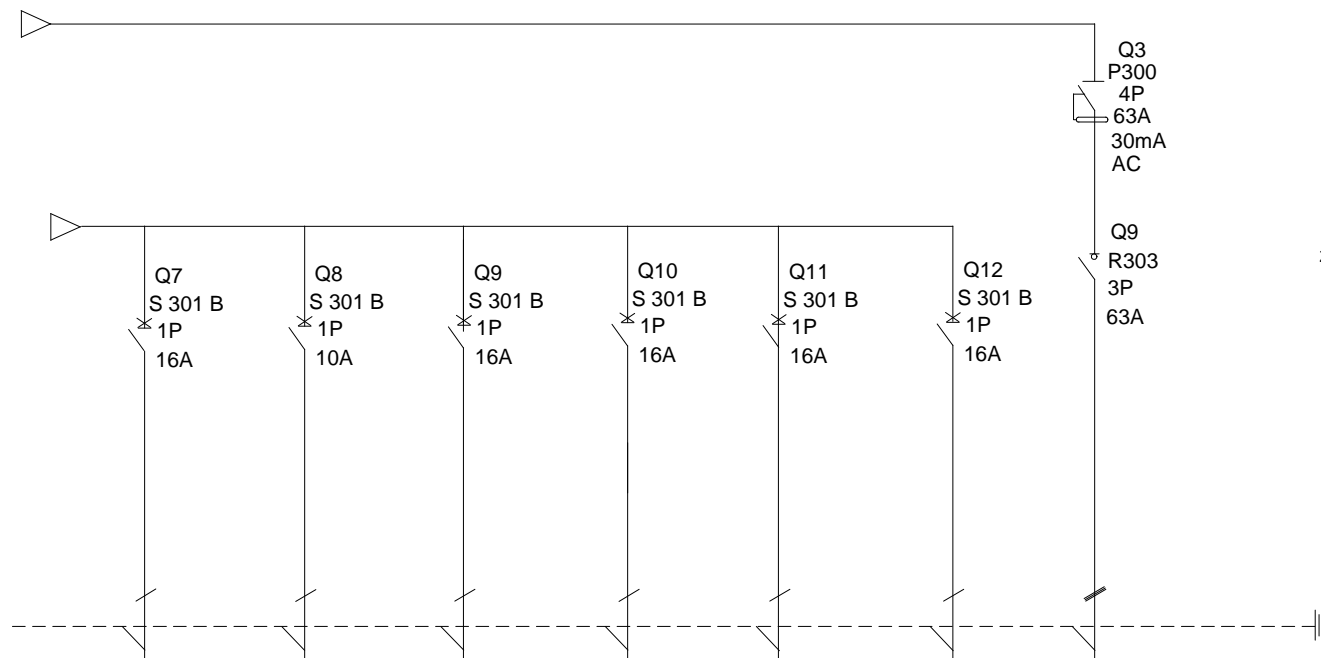 Q3
P300
4P
63A
30mA
AC
Q9
R303
3P
63A
Q7
S 301 B
1P
16A
Q8
S 301 B
1P
10A
Q9
S 301 B
1P
16A
Q10
S 301 B
1P
16A
Q11
S 301 B
1P
16A
Q12
S 301 B
1P
16A